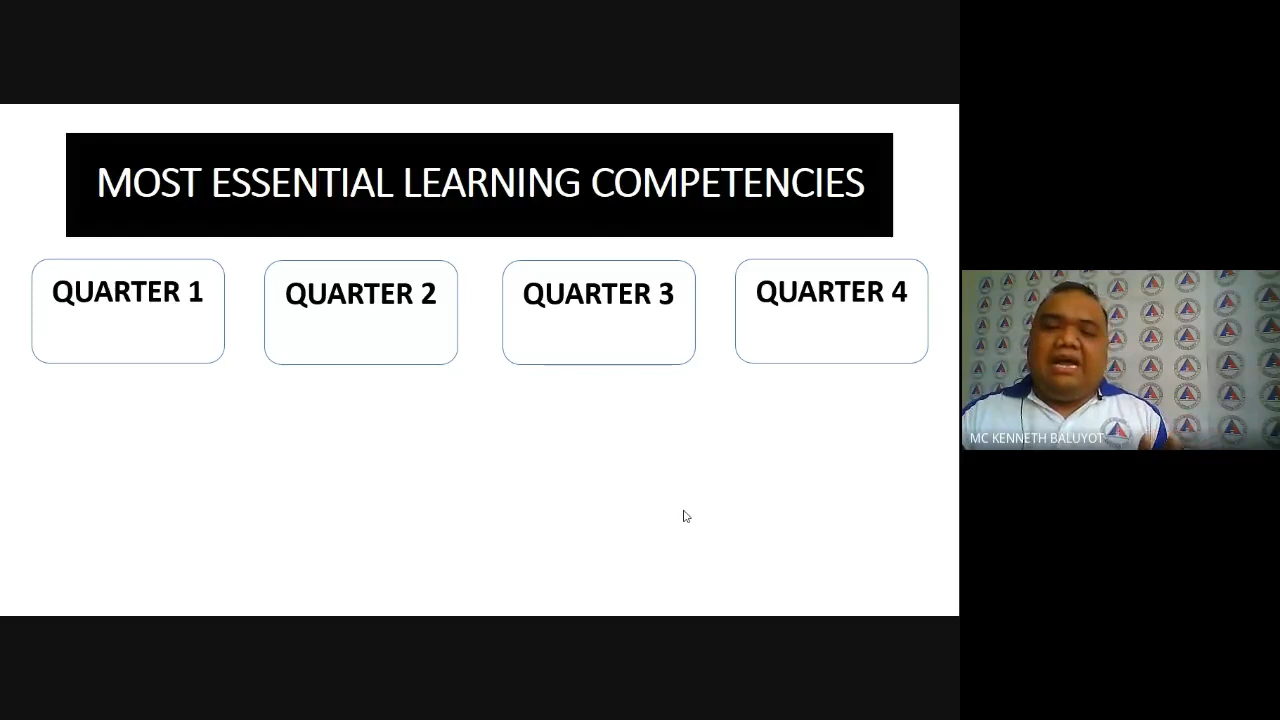 MOST ESSENTIAL LEARNING COMPETENCIES
QUARTER 1
QUARTER 2
QUARTER 3
QUARTER 4
MC KENNETH BALUYOT